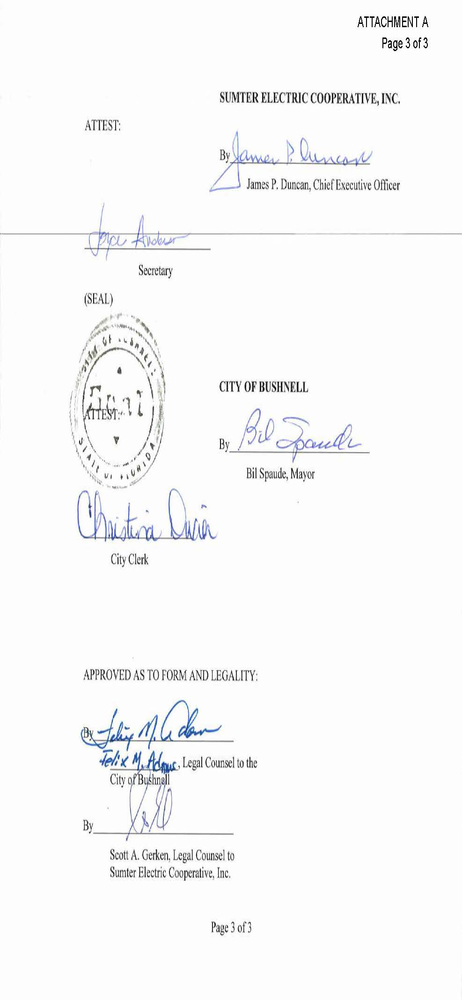 ATTACHMENT A
Page 3 of 3
SUMTER ELECTRIC COOPERATIVE, INC.
ATTEST:
By James P. Duncan
James P. Duncan, Chief Executive Officer
Joyce Anderson
Secretary
(SEAL)
Seal
STATE OF FLORIDA
CITY OF BUSHNELL
ATTEST:
By Bil Spaude
Bil Spaude, Mayor
Christina
City Clerk
APPROVED AS TO FORM AND LEGALITY:
By Felix M. Adams
Felix M. Adams, Legal Counsel to the
City of Bushnell
By
Scott A. Gerken, Legal Counsel to
Sumter Electric Cooperative, Inc.
Page 3 of 3